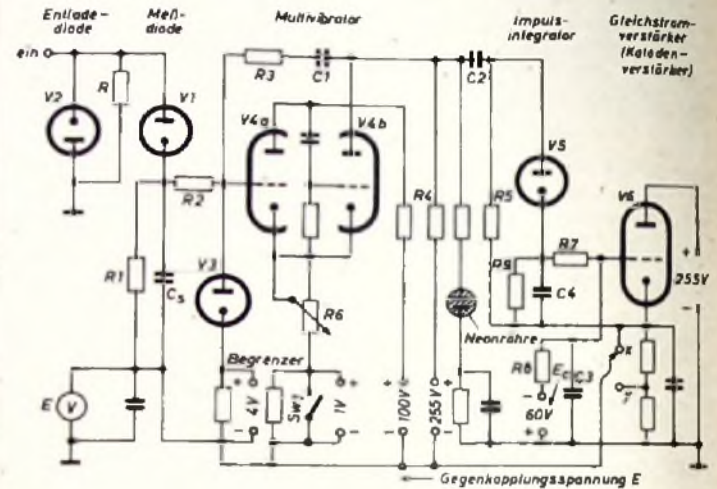 Entlade-
diode
Meß-
diode
Multivibrator
Impuls-
integrator
Gleichstrom-
verstärker
(Katoden-
verstärker)
ein
R
V2
V1
R3
C1
C2
V4a
V4b
V5
V6
R2
R4
R5
R7
R9
R1
Cs
V3
R6
C4
+
255V
-
Neonröhre
Begrenzer
E
V
+
4V
-
Sw1
+
1V
-
+
100V
-
+
255V
-
R8
Ec
C3
-
60V
+
x
Gegenkopplungsspannung E